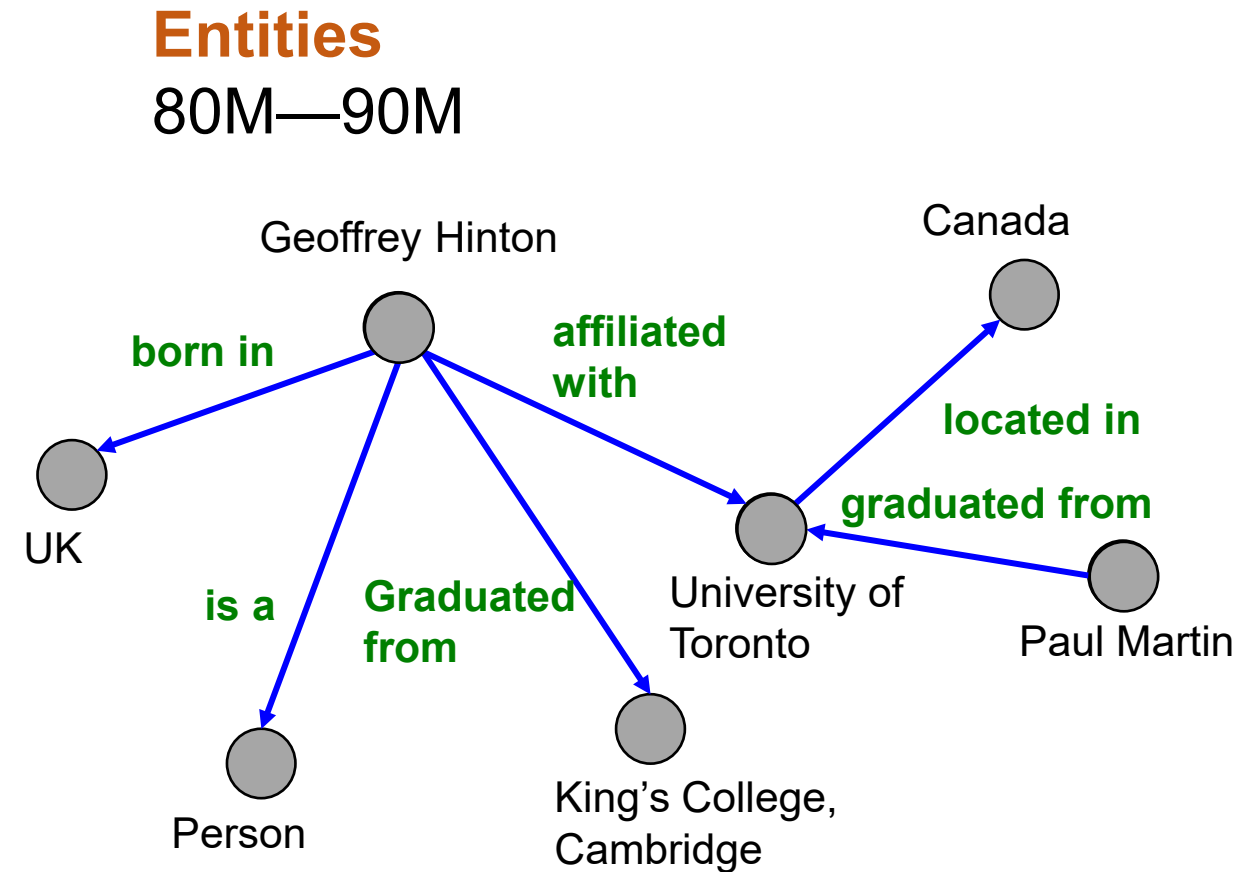 Entities
80M—90M
Canada
Geoffrey Hinton
affiliated
with
born in
located in
graduated from
UK
University of
Toronto
is a
Graduated
from
Paul Martin
King's College,
Cambridge
Person